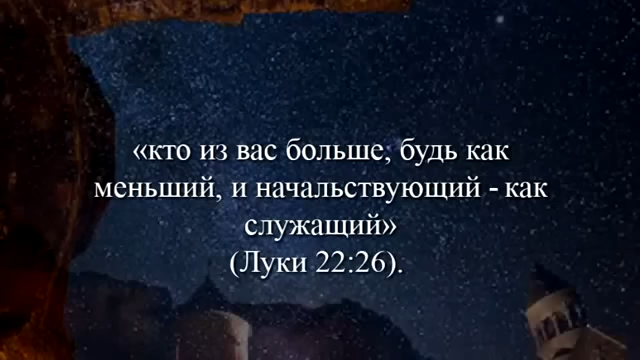 «кто из вас больше, будь как
меньший, и начальствующий - как
служащий»
(Луки 22:26).